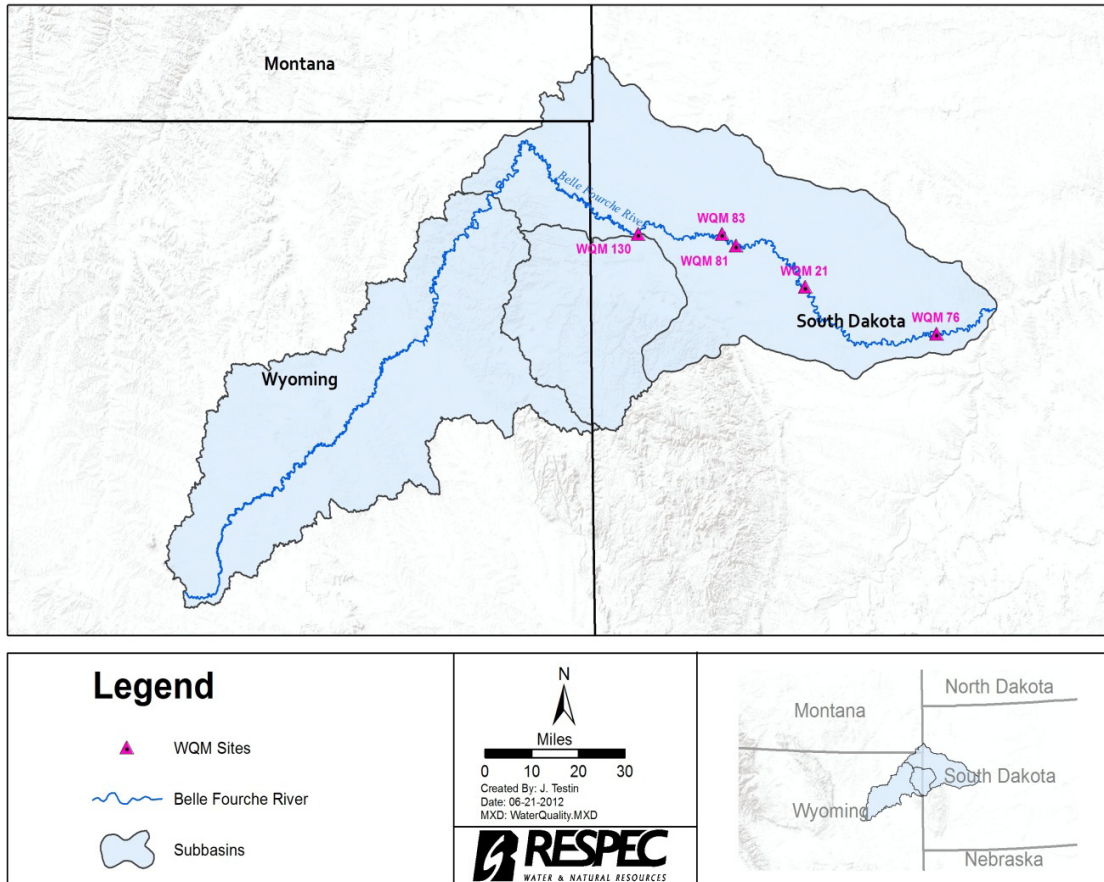 Montana
Belle Fourche River
WQM 83
WQM 130
WQM 81
WQM 21
South Dakota
WQM 76
Wyoming
Legend
WQM Sites
Belle Fourche River
Subbasins
N
Miles
0 10 20 30
Created By: J. Testin
Date: 06-21-2012
MXD: WaterQuality.MXD
RESPEC
WATER & NATURAL RESOURCES
North Dakota
Montana
South Dakota
Wyoming
Nebraska